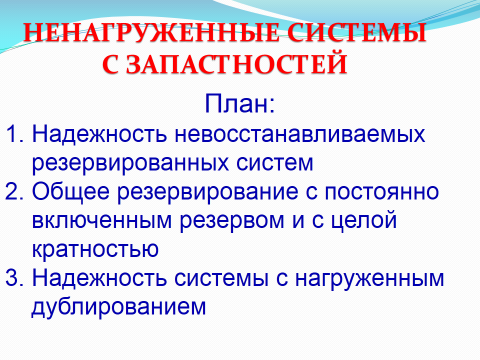 НЕНАГРУЖЕННЫЕ СИСТЕМЫ
С ЗАПАСТНОСТЕЙ
План:
1. Надежность невосстанавливаемых
резервированных систем
2. Общее резервирование с постоянно
включенным резервом и с целой
кратностью
3. Надежность системы с нагруженным
дублированием